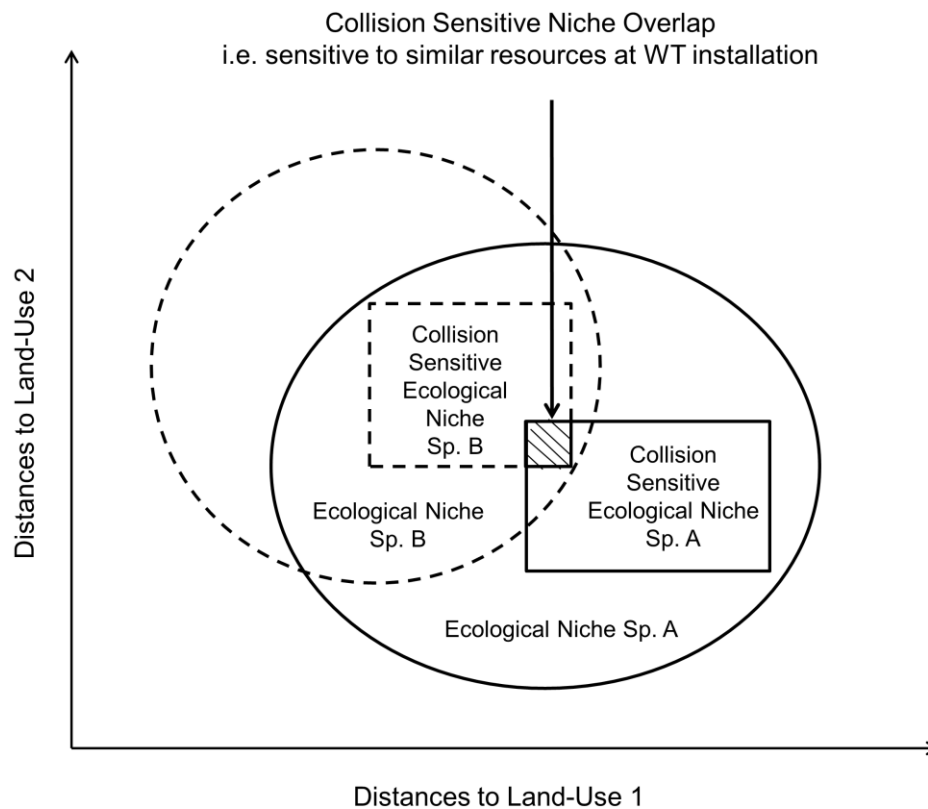 Collision Sensitive Niche Overlap
i.e. sensitive to similar resources at WT installation
Distances to Land-Use 2
Collision
Sensitive
Ecological
Niche
Sp. B
Collision
Sensitive
Ecological Niche
Sp. A
Ecological Niche
Sp. B
Ecological Niche Sp. A
Distances to Land-Use 1